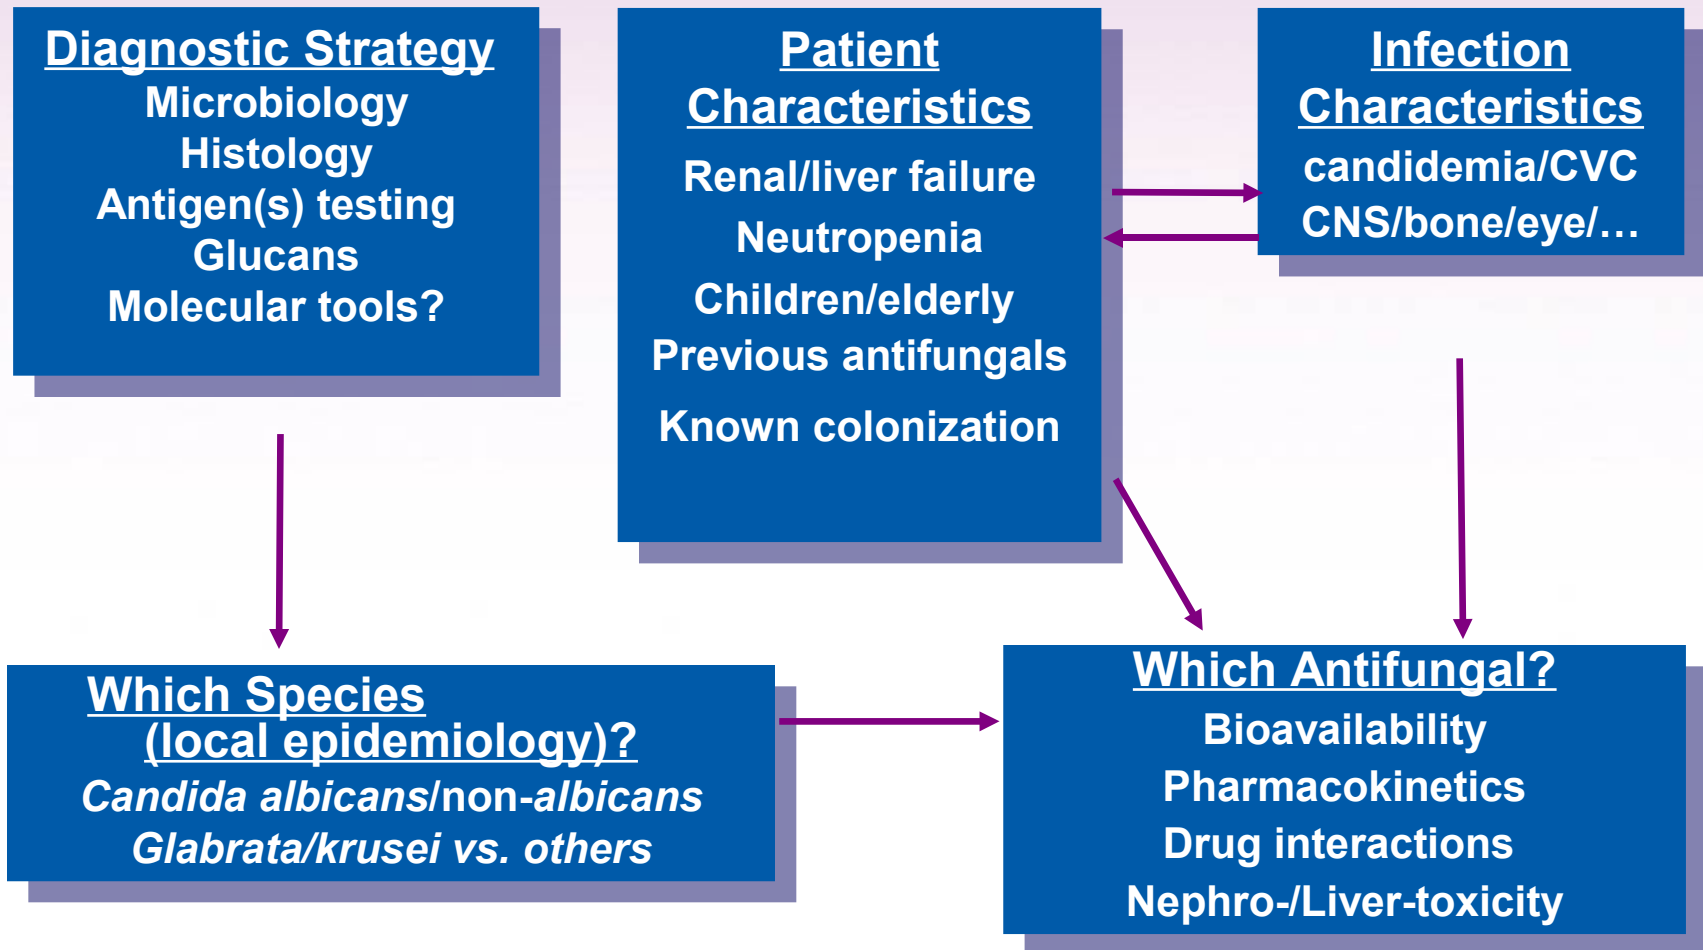 Diagnostic Strategy
Microbiology
Histology
Antigen(s) testing
Glucans
Molecular tools?
Patient
Characteristics
Renal/liver failure
Neutropenia
Children/elderly
Previous antifungals
Known colonization
Infection
Characteristics
candidemia/CVC
CNS/bone/eye/…
Which Species
(local epidemiology)?
Candida albicans/non-albicans
Glabrata/krusei vs. others
Which Antifungal?
Bioavailability
Pharmacokinetics
Drug interactions
Nephro-/Liver-toxicity